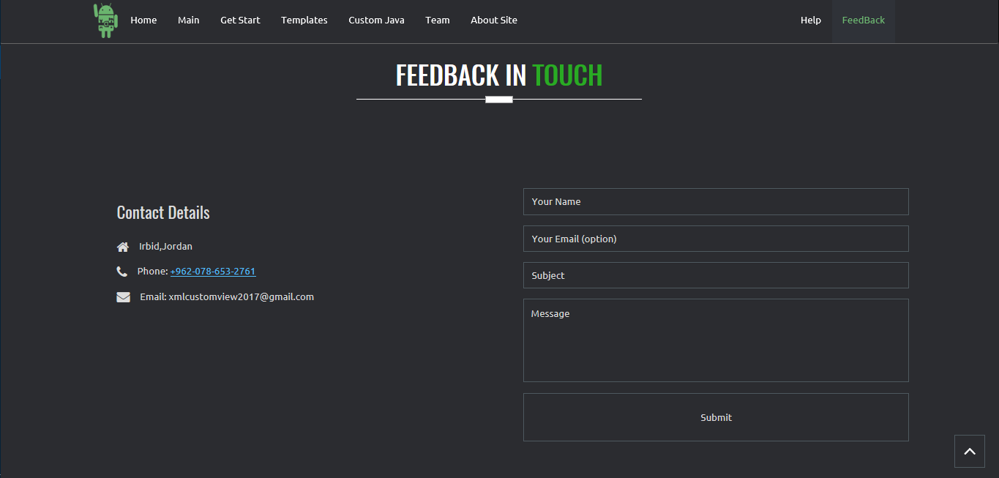 Home Main Get Start Templates Custom Java Team About Site Help FeedBack
FEEDBACK IN TOUCH
Contact Details
Irbid,Jordan
Phone: +962-078-653-2761
Email: xmlcustomview2017@gmail.com
Your Name
Your Email (option)
Subject
Message
Submit